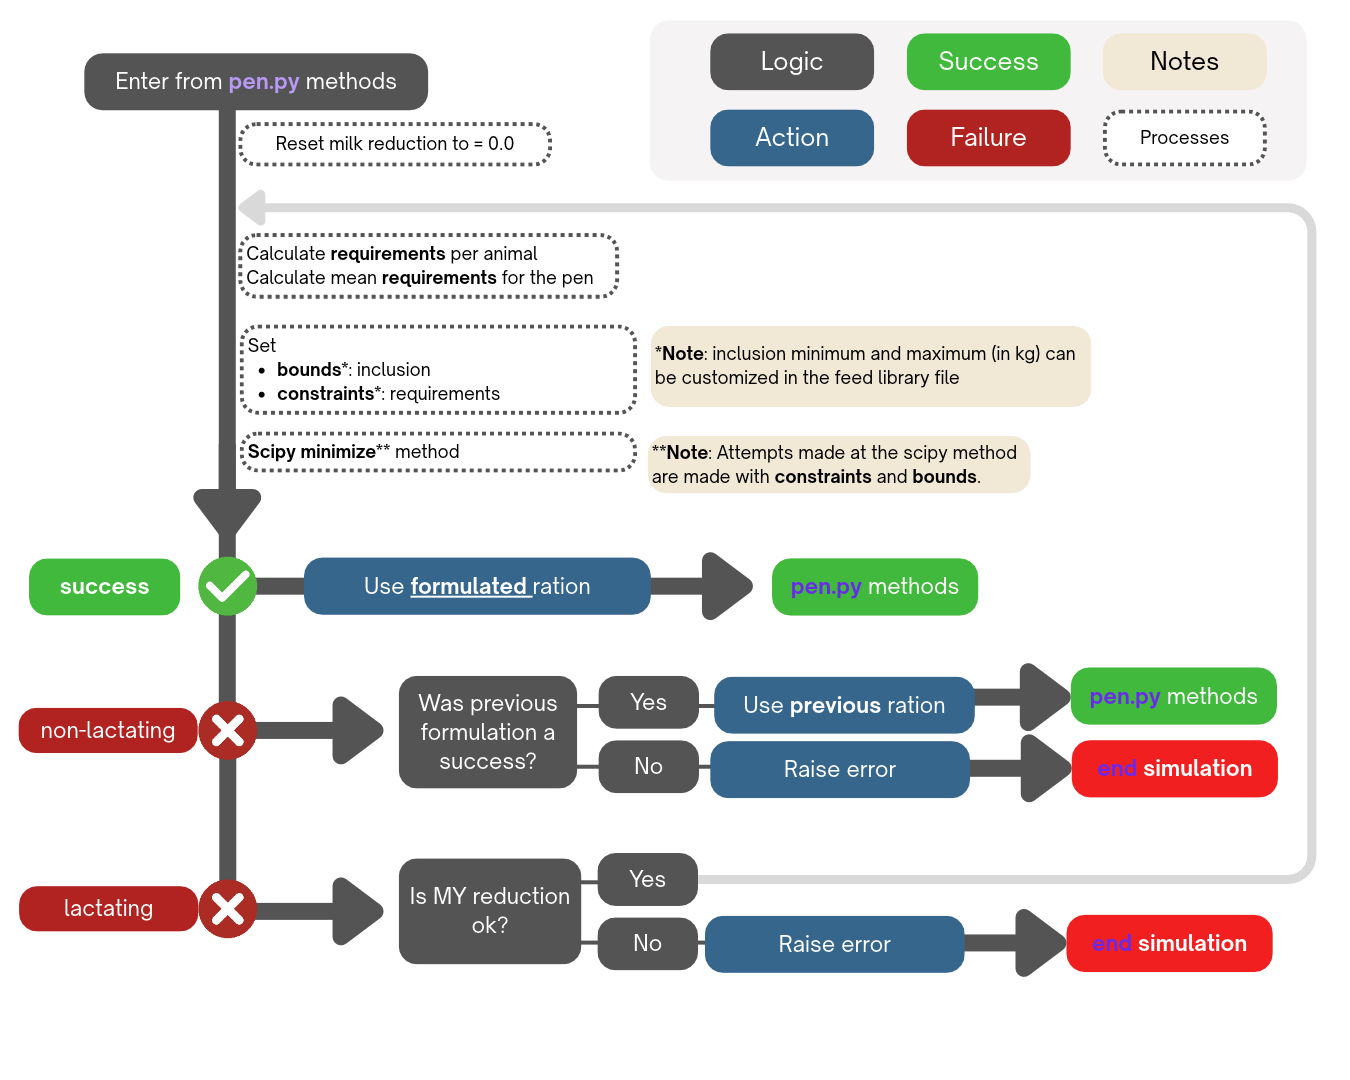 Enter from pen.py methods
Logic
Success
Notes
Action
Failure
Processes
Reset milk reduction to = 0.0
Calculate requirements per animal
Calculate mean requirements for the pen
Set
• bounds*: inclusion
• constraints*: requirements
*Note: inclusion minimum and maximum (in kg) can
be customized in the feed library file
Scipy minimize** method
**Note: Attempts made at the scipy method
are made with constraints and bounds.
success
Use formulated ration
pen.py methods
non-lactating
Was previous
formulation a
success?
Yes
Use previous ration
pen.py methods
No
Raise error
end simulation
lactating
Is MY reduction
ok?
Yes
No
Raise error
end simulation